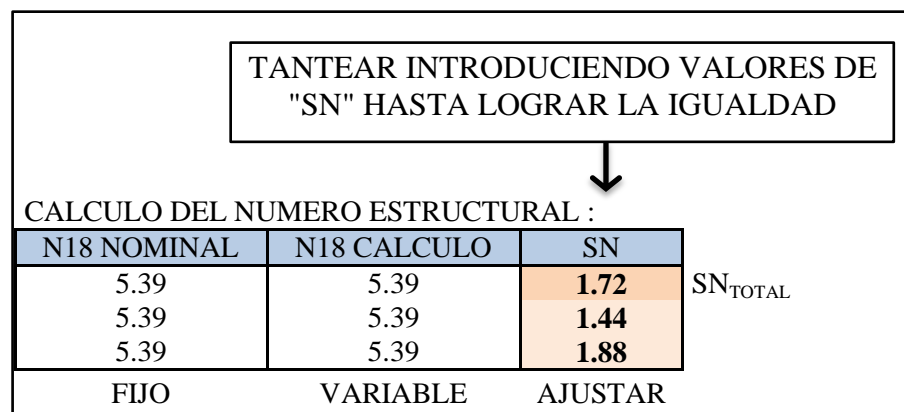 TANTEAR INTRODUCIENDO VALORES DE
"SN" HASTA LOGRAR LA IGUALDAD
CALCULO DEL NUMERO ESTRUCTURAL :
N18 NOMINAL N18 CALCULO SN
5.39 5.39 1.72 SN TOTAL
5.39 5.39 1.44
5.39 5.39 1.88
FIJO VARIABLE AJUSTAR